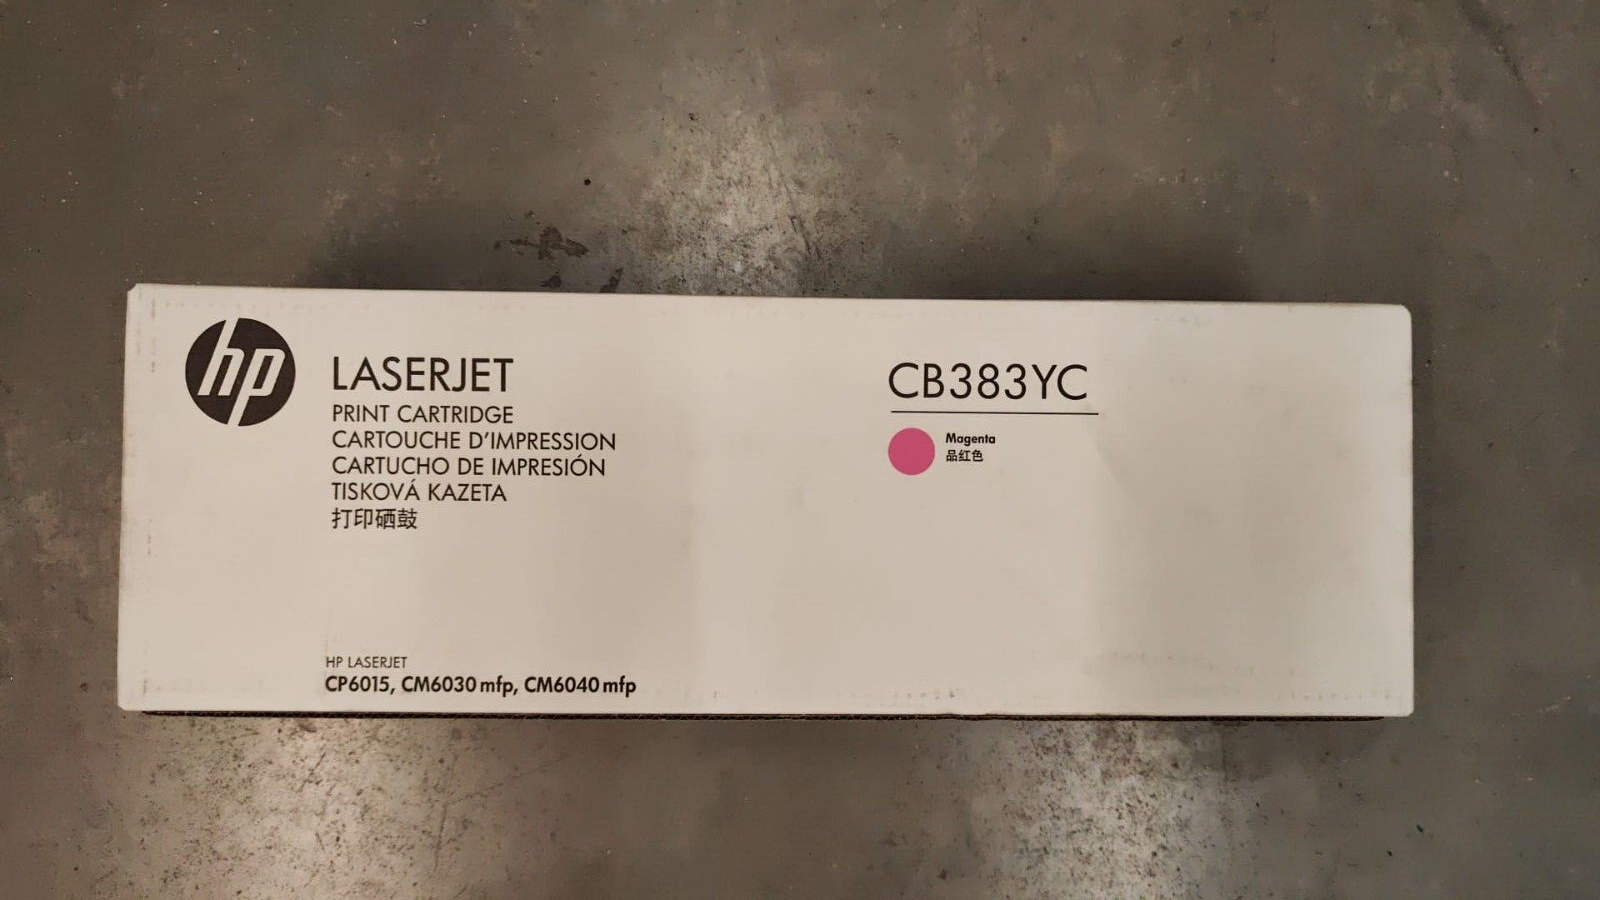 hp
LASERJET
PRINT CARTRIDGE
CARTOUCHE D'IMPRESSION
CARTUCHO DE IMPRESIÓN
TISKOVÁ KAZETA
打印硒鼓
CB383YC
Magenta
品红色
HP LASERJET
CP6015, CM6030 mfp, CM6040 mfp